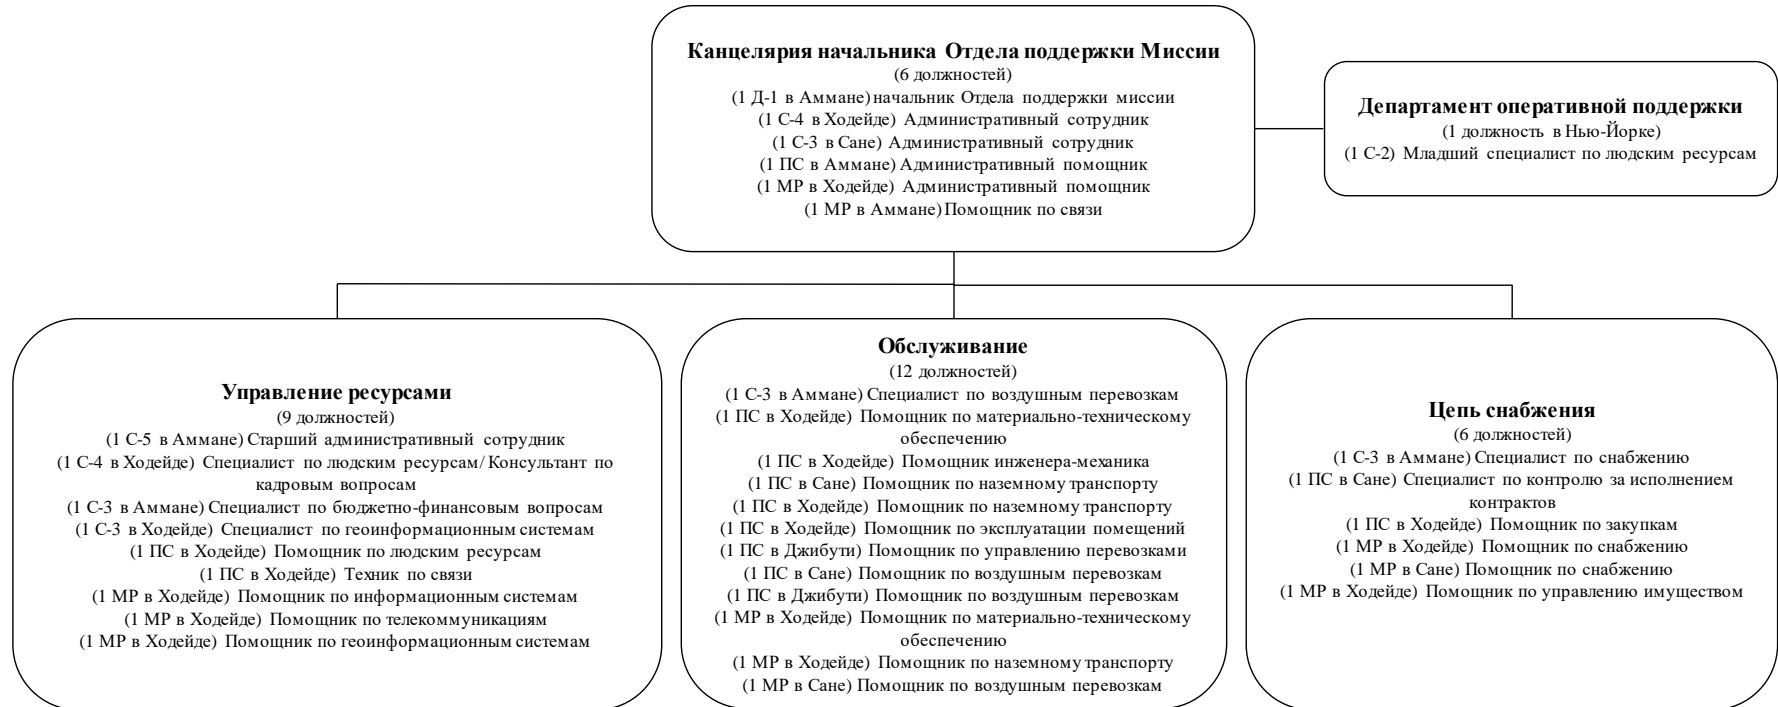 Канцелярия начальника Отдела поддержки Миссии
(6 должностей)
(1 Д-1 в Аммане) начальник Отдела поддержки миссии
(1 С-4 в Ходейде) Административный сотрудник
(1 С-3 в Сане) Административный сотрудник
(1 ПС в Аммане) Административный помощник
(1 МР в Ходейде) Административный помощник
(1 МР в Аммане) Помощник по связи
Департамент оперативной поддержки
(1 должность в Нью-Йорке)
(1 С-2) Младший специалист по людским ресурсам
Управление ресурсами
(9 должностей)
(1 С-5 в Аммане) Старший административный сотрудник
(1 С-4 в Ходейде) Специалист по людским ресурсам/ Консультант по
кадровым вопросам
(1 С-3 в Аммане) Специалист по бюджетно-финансовым вопросам
(1 С-3 в Ходейде) Специалист по геоинформационным системам
(1 ПС в Ходейде) Помощник по людским ресурсам
(1 ПС в Ходейде) Техник по связи
(1 МР в Ходейде) Помощник по информационным системам
(1 МР в Ходейде) Помощник по телекоммуникациям
(1 МР в Ходейде) Помощник по геоинформационным системам
Обслуживание
(12 должностей)
(1 С-3 в Аммане) Специалист по воздушным перевозкам
(1 ПС в Ходейде) Помощник по материально-техническому
обеспечению
(1 ПС в Ходейде) Помощник инженера-механика
(1 ПС в Сане) Помощник по наземному транспорту
(1 ПС в Ходейде) Помощник по наземному транспорту
(1 ПС в Ходейде) Помощник по эксплуатации помещений
(1 ПС в Джибути) Помощник по управлению перевозками
(1 ПС в Сане) Помощник по воздушным перевозкам
(1 ПС в Джибути) Помощник по воздушным перевозкам
(1 МР в Ходейде) Помощник по материально-техническому
обеспечению
(1 МР в Ходейде) Помощник по наземному транспорту
(1 МР в Сане) Помощник по воздушным перевозкам
Цепь снабжения
(6 должностей)
(1 С-3 в Аммане) Специалист по снабжению
(1 ПС в Сане) Специалист по контролю за исполнением
контрактов
(1 ПС в Ходейде) Помощник по закупкам
(1 МР в Ходейде) Помощник по снабжению
(1 МР в Сане) Помощник по снабжению
(1 МР в Ходейде) Помощник по управлению имуществом